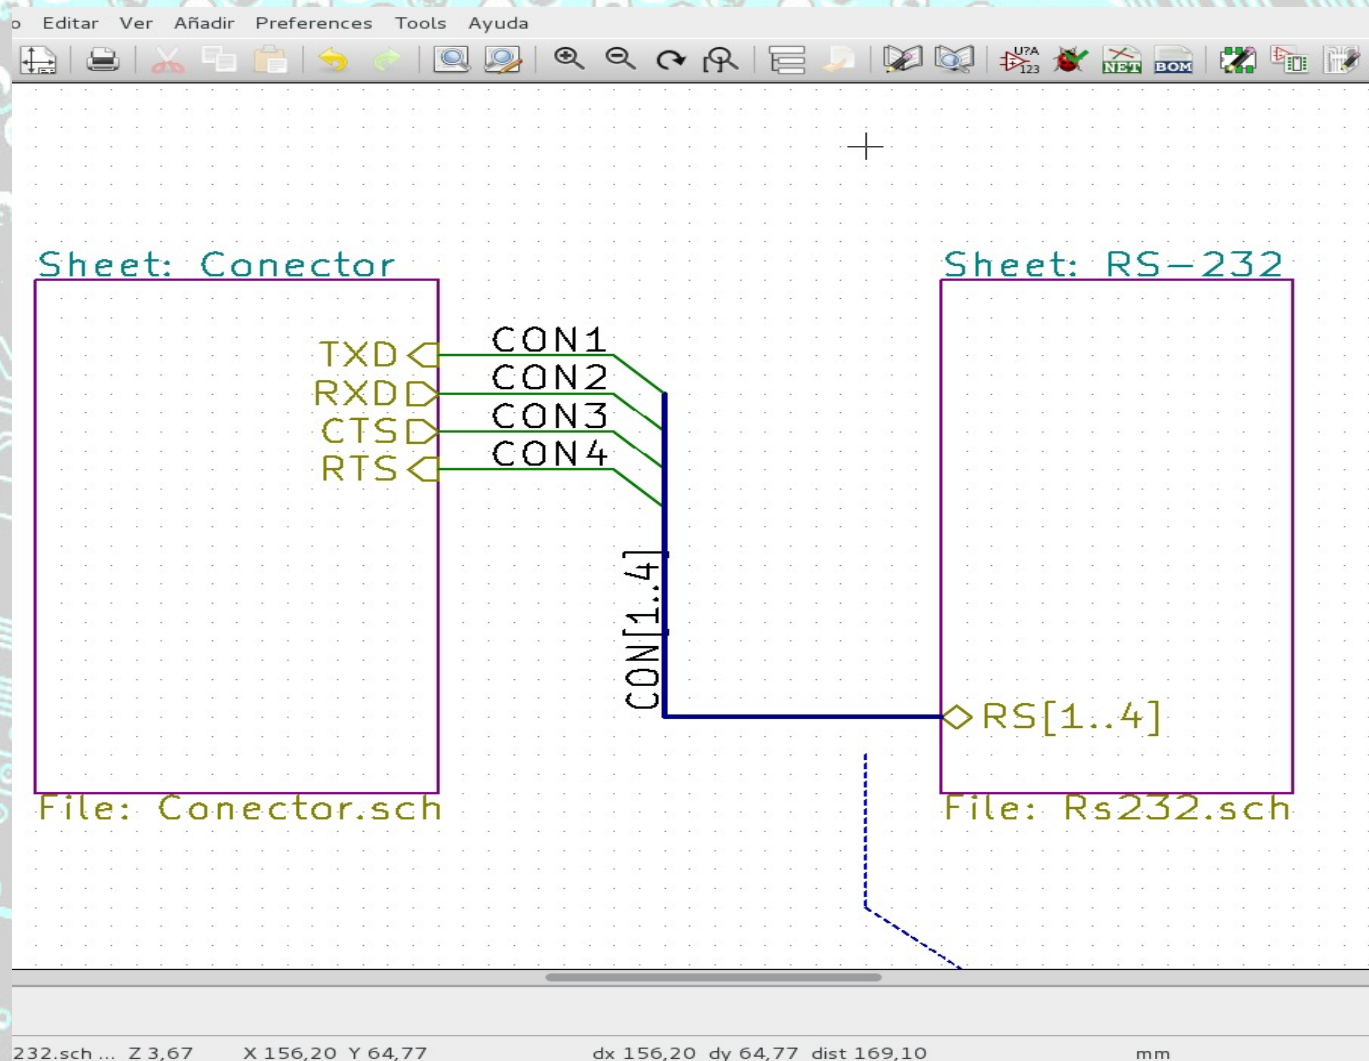 o Editar Ver Añadir Preferences Tools Ayuda
U?A
123
NET
BOM
Sheet: Conector
Sheet: RS-232
CON1
TXD
CON2
RXD
CON3
CTS
CON4
RTS
CON[1..4]
RS[1..4]
File: Conector.sch
File: Rs232.sch
232.sch ... Z 3,67 X 156,20 Y 64,77 dx 156,20 dy 64,77 dist 169,10 mm